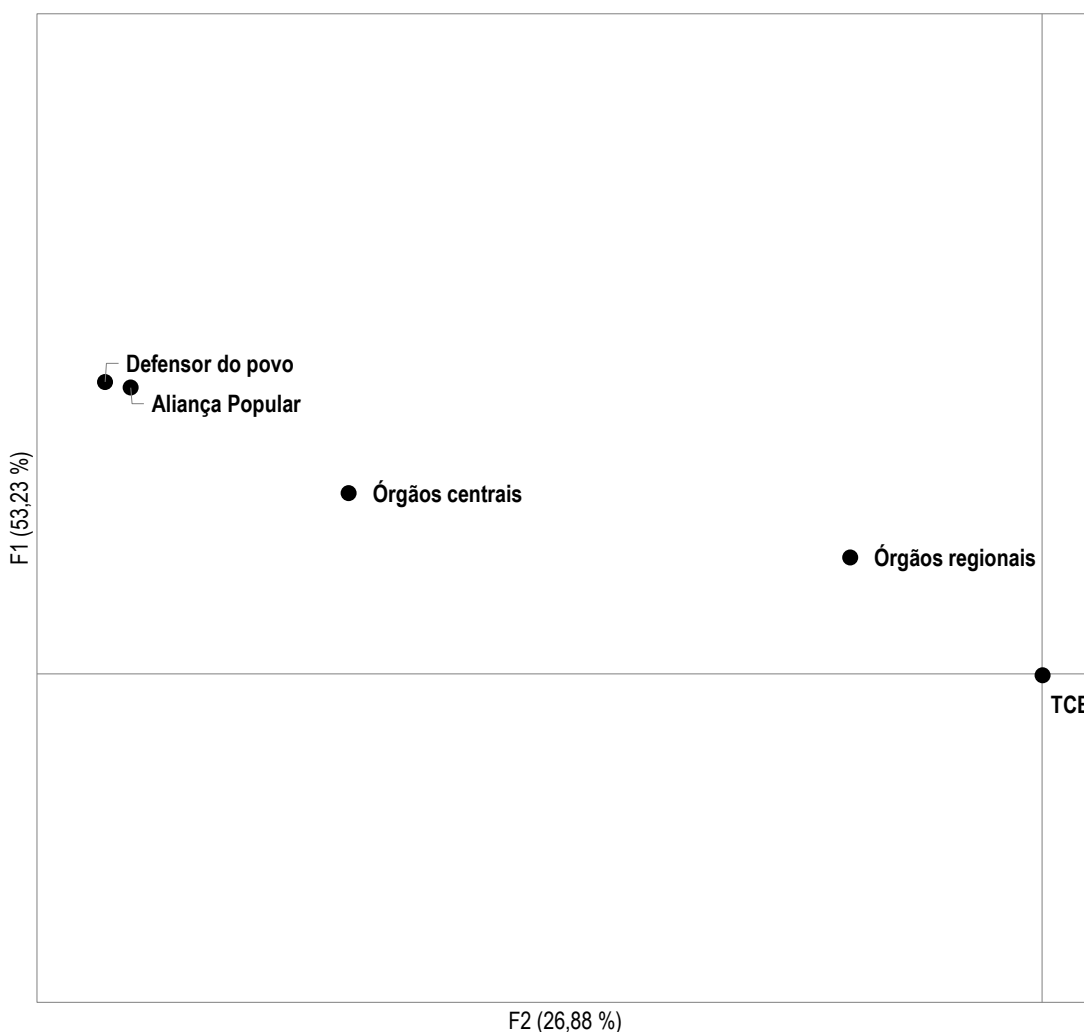 Defensor do povo
Aliança Popular
Órgãos centrais
Órgãos regionais
F1 (53,23 %)
F2 (26,88 %)